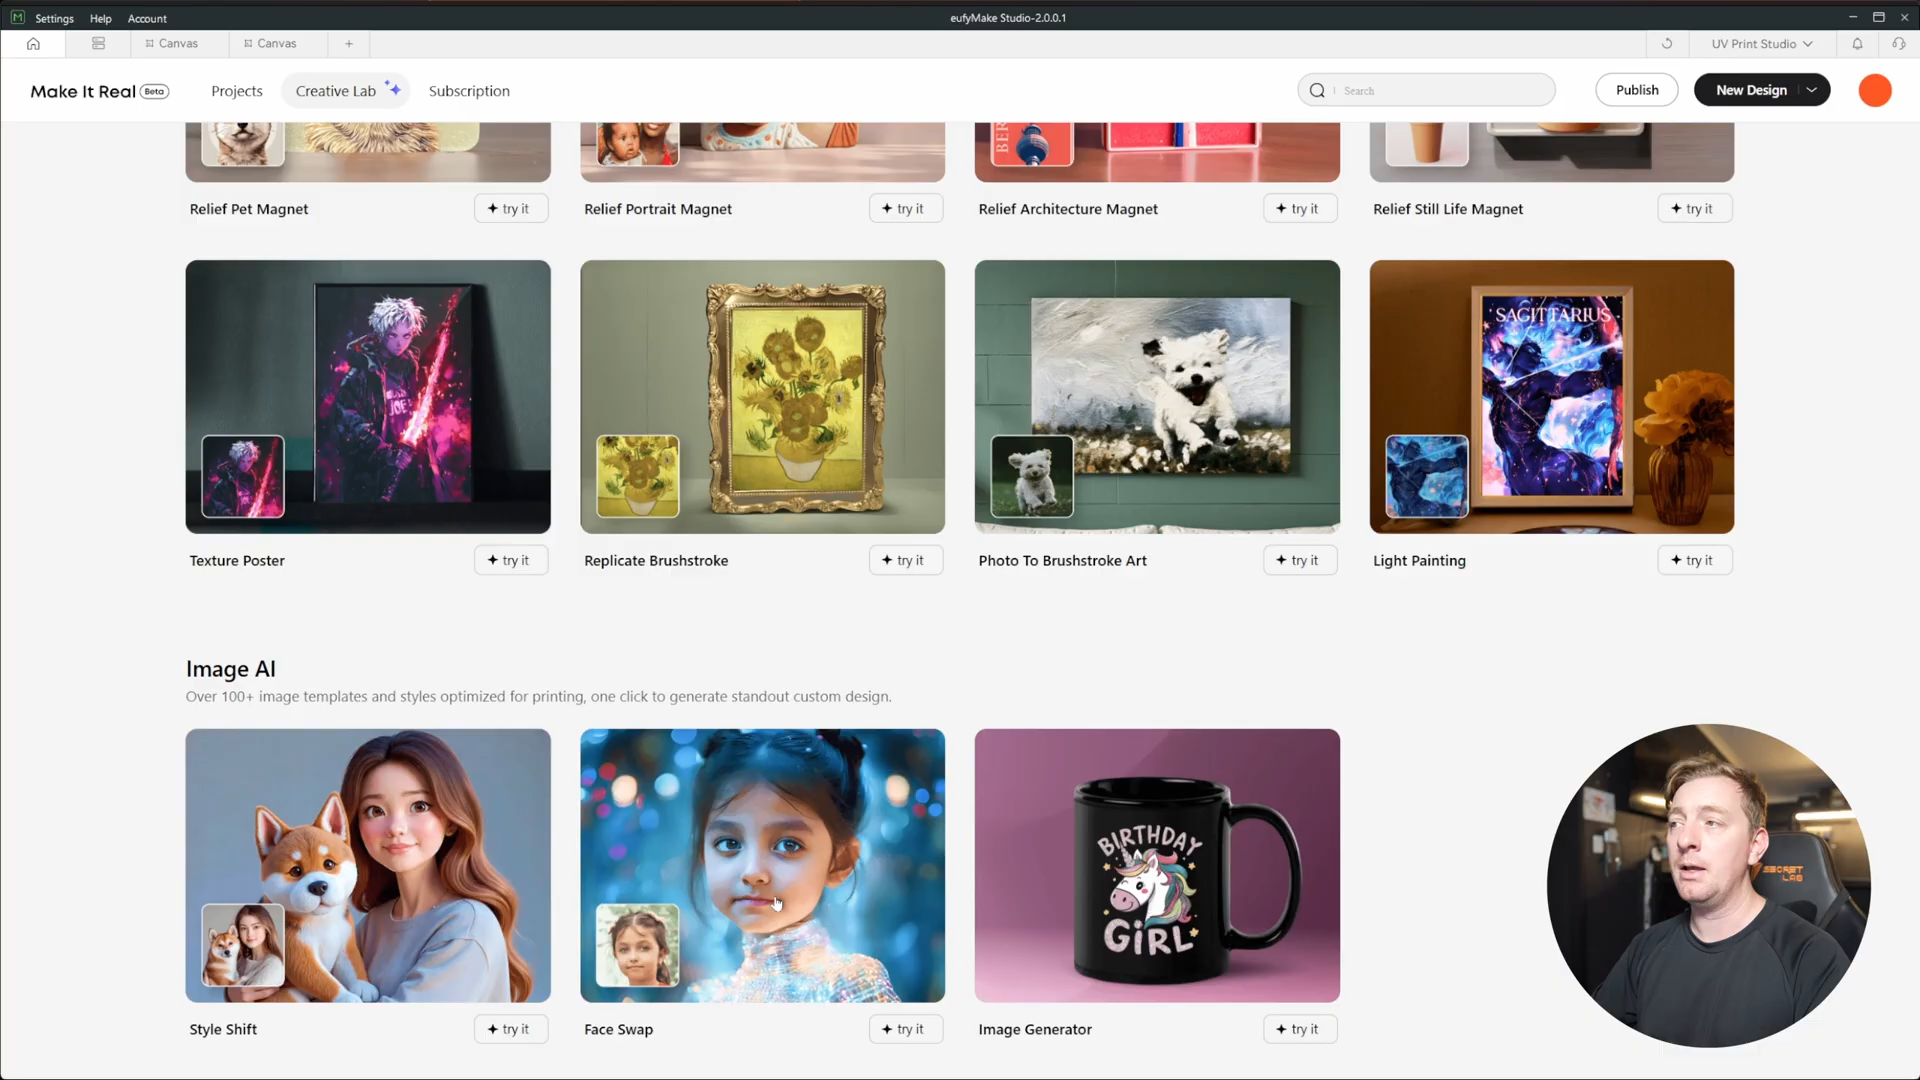 Settings Help Account eufyMake Studio-2.0.0.1
Canvas Canvas + UV Print Studio
Make It Real Beta Projects Creative Lab Subscription Search Publish New Design
BER
Relief Pet Magnet try it Relief Portrait Magnet try it Relief Architecture Magnet try it Relief Still Life Magnet try it
SAGITTARIUS
JOE
Texture Poster try it Replicate Brushstroke try it Photo To Brushstroke Art try it Light Painting try it
Image AI
Over 100+ image templates and styles optimized for printing, one click to generate standout custom design.
BIRTHDAY
GIRL
SECRET
LAB
Style Shift try it Face Swap try it Image Generator try it